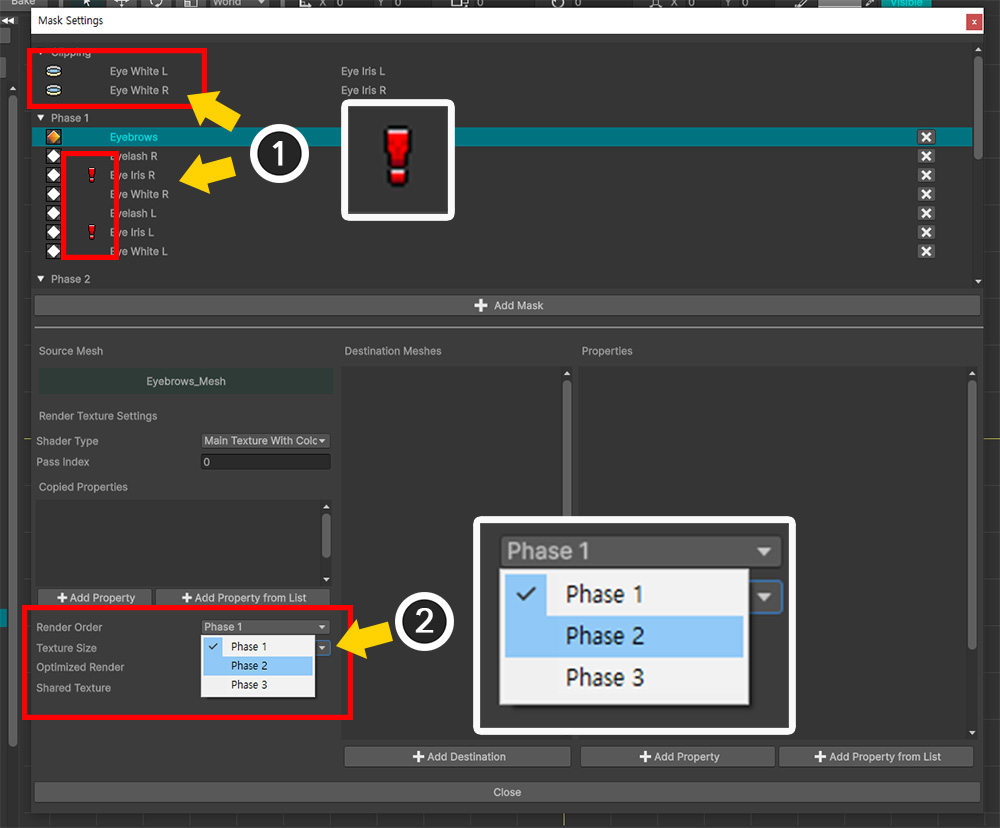 Bake
World
X 0
Y 0
0
0
X 0
Y 0
Visible
Mask Settings
Clipping
Eye White L Eye Iris L
Eye White R Eye Iris R
Phase 1
Eyebrows
Eyelash R
Eye Iris R
Eye White R
Eyelash L
Eye Iris L
Eye White L
1
Phase 2
Add Mask
Source Mesh
Destination Meshes
Properties
Eyebrows_Mesh
Render Texture Settings
Shader Type Main Texture With Colo
Pass Index 0
Copied Properties
Add Property
Add Property from List
Render Order Phase 1
Texture Size
Optimized Render
Shared Texture
Phase 1
Phase 2
Phase 3
2
Phase 1
Phase 1
Phase 2
Phase 3
Add Destination
Add Property
Add Property from List
Close